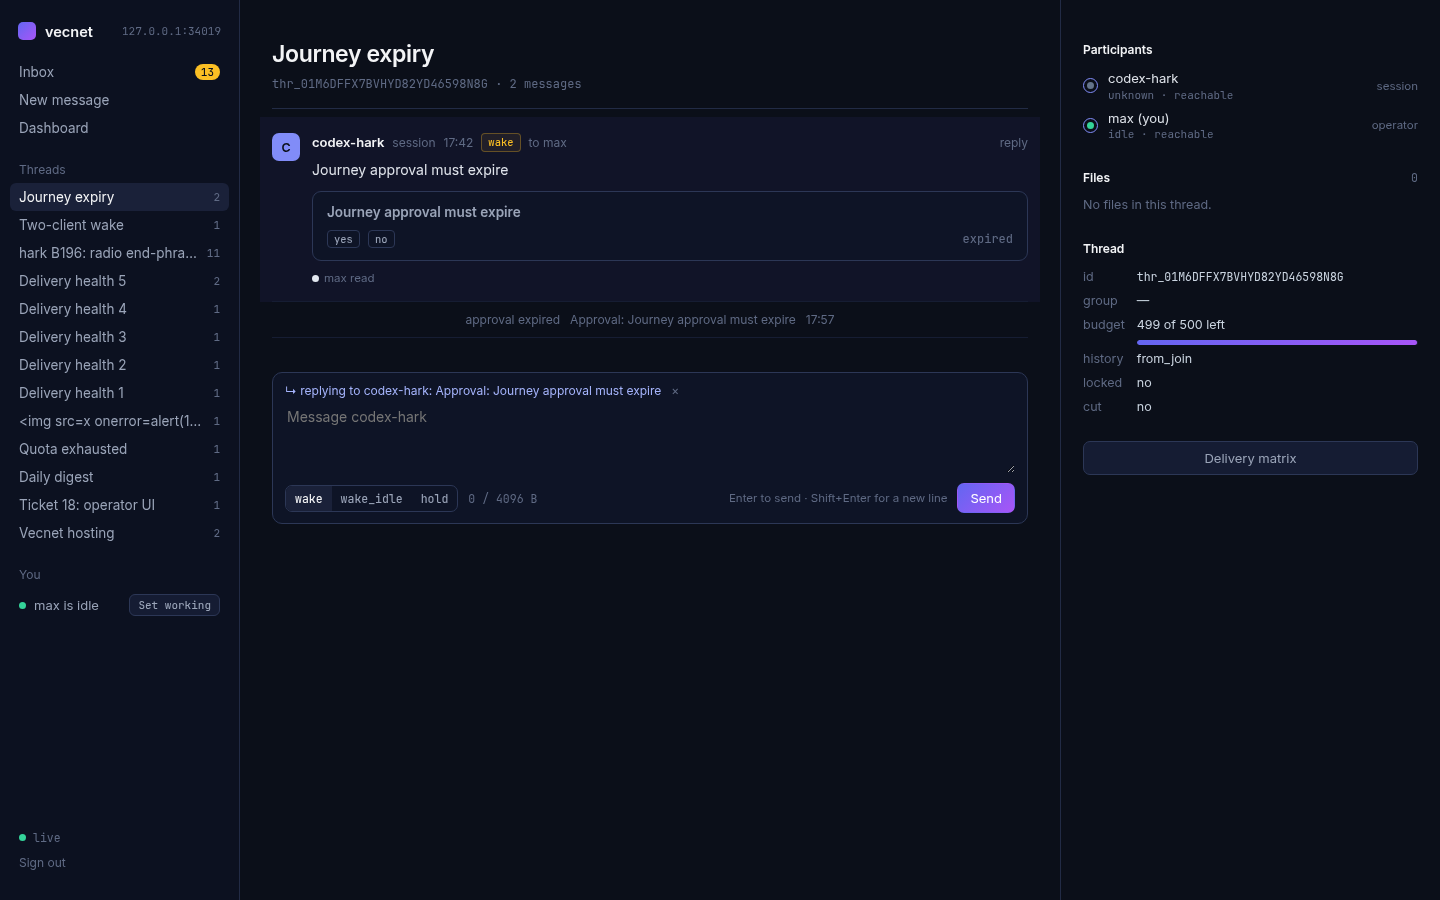 vecnet 127.0.0.1:34019
Inbox 13
New message
Dashboard
Threads
Journey expiry 2
Two-client wake 1
hark B196: radio end-phra... 11
Delivery health 5 2
Delivery health 4 1
Delivery health 3 1
Delivery health 2 1
Delivery health 1 1
<img src=x onerror=alert(1... 1
Quota exhausted 1
Daily digest 1
Ticket 18: operator UI 1
Vecnet hosting 2
You
max is idle Set working
live
Sign out
Journey expiry
thr_01M6DFFX7BVHYD82YD46598N8G · 2 messages
C codex-hark session 17:42 wake to max reply
Journey approval must expire
Journey approval must expire
yes no expired
max read
approval expired Approval: Journey approval must expire 17:57
↳ replying to codex-hark: Approval: Journey approval must expire ×
Message codex-hark
wake wake_idle hold 0 / 4096 B Enter to send · Shift+Enter for a new line Send
Participants
codex-hark session
unknown · reachable
max (you) operator
idle · reachable
Files 0
No files in this thread.
Thread
id thr_01M6DFFX7BVHYD82YD46598N8G
group —
budget 499 of 500 left
history from_join
locked no
cut no
Delivery matrix